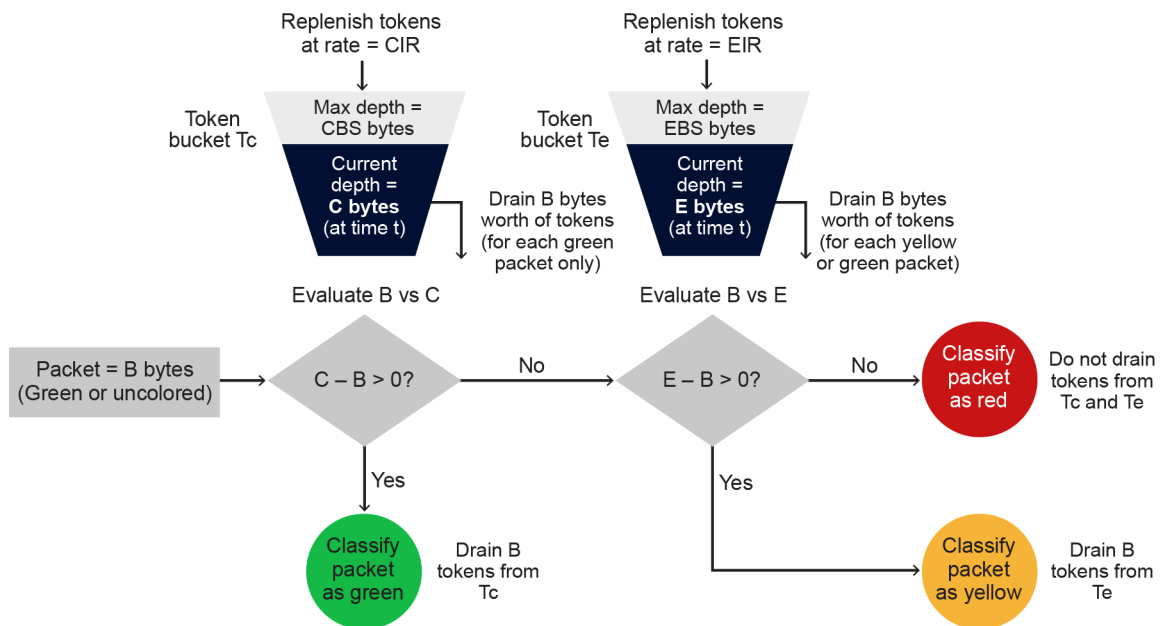 Replenish tokens
at rate = CIR
Replenish tokens
at rate = EIR
Token
bucket Tc
Max depth =
CBS bytes
Current
depth =
C bytes
(at time t)
Drain B bytes
worth of tokens
(for each green
packet only)
Token
bucket Te
Max depth =
EBS bytes
Current
depth =
E bytes
(at time t)
Drain B bytes
worth of tokens
(for each yellow
or green packet)
Evaluate B vs C
Evaluate B vs E
Packet = B bytes
(Green or uncolored)
C – B > 0?
No
E – B > 0?
No
Classify
packet
as red
Do not drain
tokens from
Tc and Te
Yes
Yes
Classify
packet
as green
Drain B
tokens from
Tc
Classify
packet
as yellow
Drain B
tokens from
Te